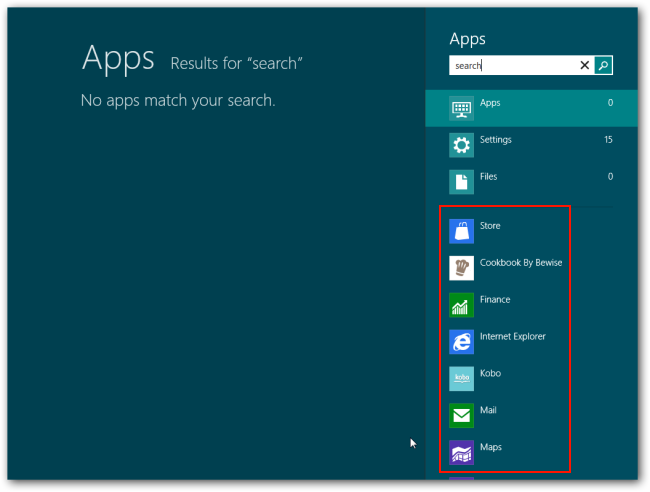 Apps Results for “search”
No apps match your search.
Apps
search
Apps 0
Settings 15
Files 0
Store
Cookbook By Bewise
Finance
Internet Explorer
kobo
Kobo
Mail
Maps